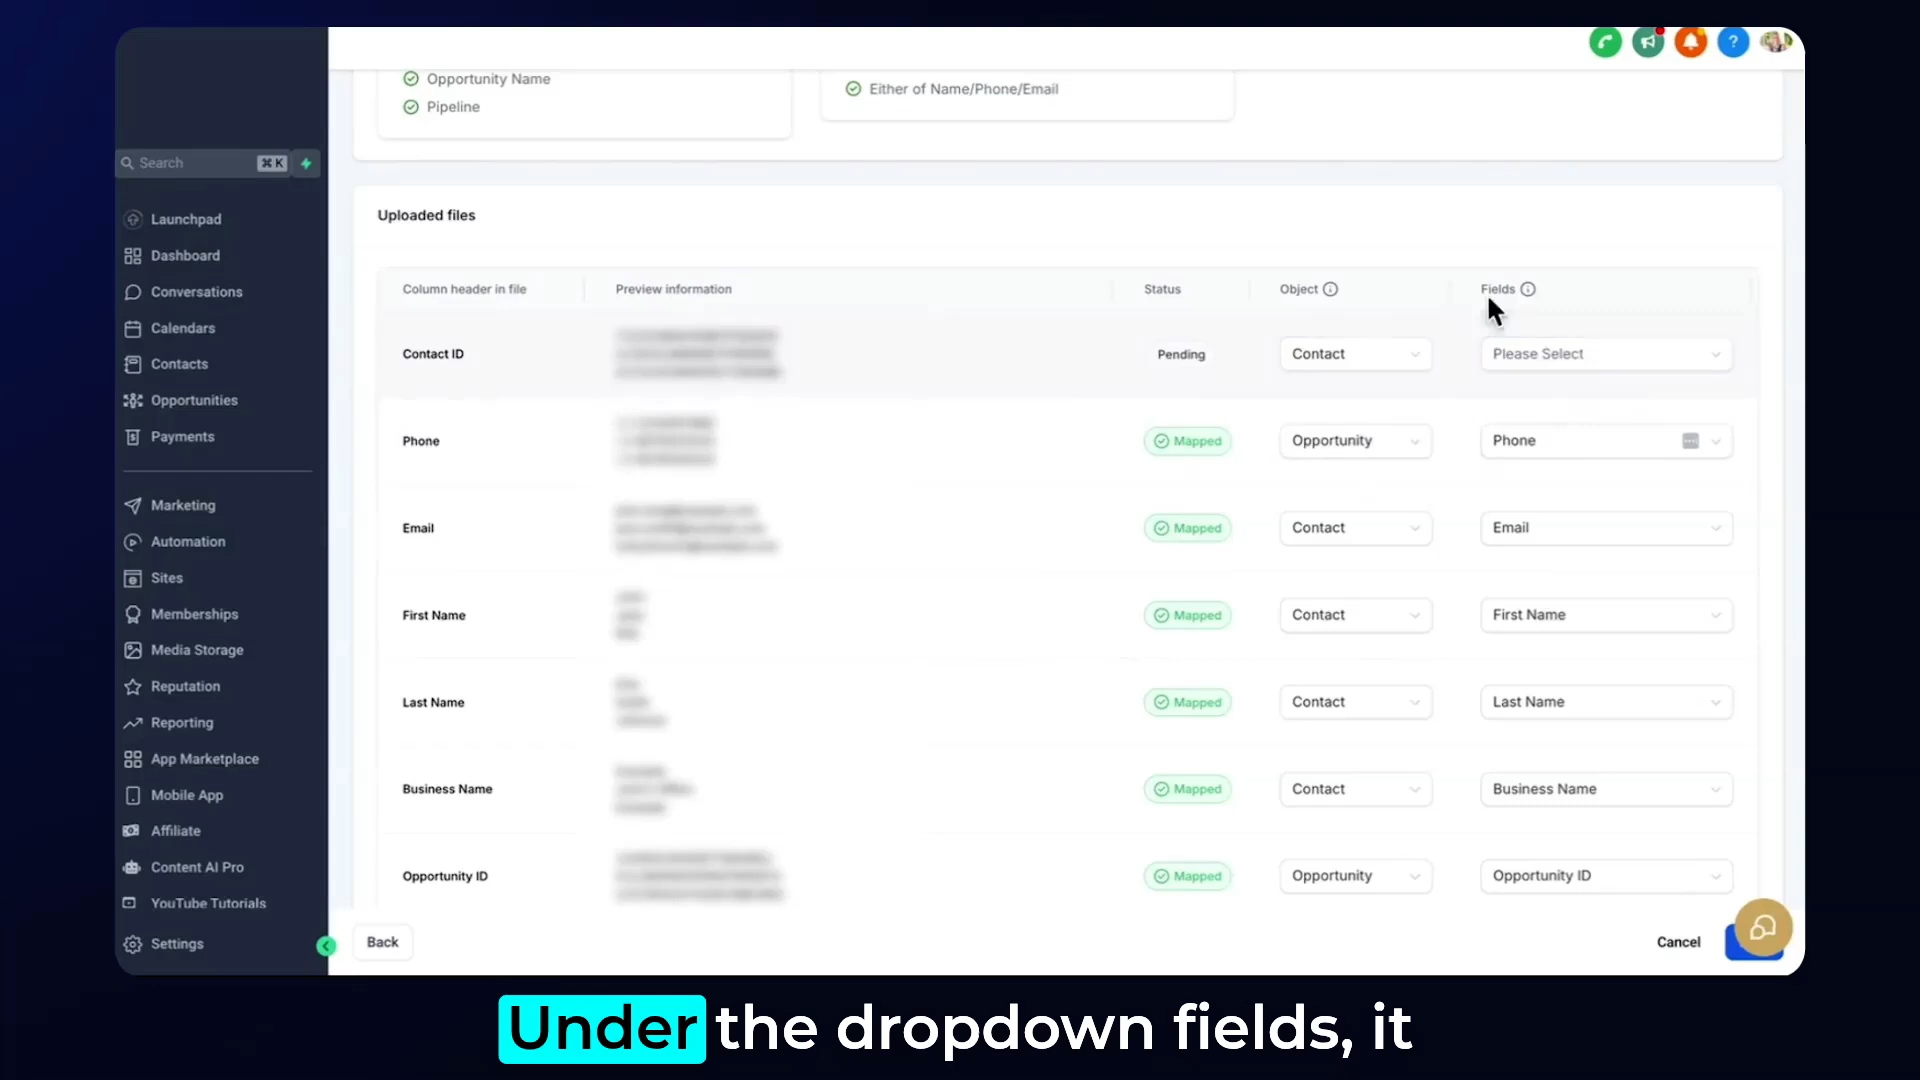 Opportunity Name
Pipeline
Either of Name/Phone/Email
Search ⌘ K
Launchpad
Dashboard
Conversations
Calendars
Contacts
Opportunities
Payments
Marketing
Automation
Sites
Memberships
Media Storage
Reputation
Reporting
App Marketplace
Mobile App
Affiliate
Content AI Pro
YouTube Tutorials
Settings
Uploaded files
Column header in file Preview information Status Object Fields
Contact ID Pending Contact Please Select
Phone Mapped Opportunity Phone
Email Mapped Contact Email
First Name Mapped Contact First Name
Last Name Mapped Contact Last Name
Business Name Mapped Contact Business Name
Opportunity ID Mapped Opportunity Opportunity ID
Back Cancel
Under the dropdown fields, it